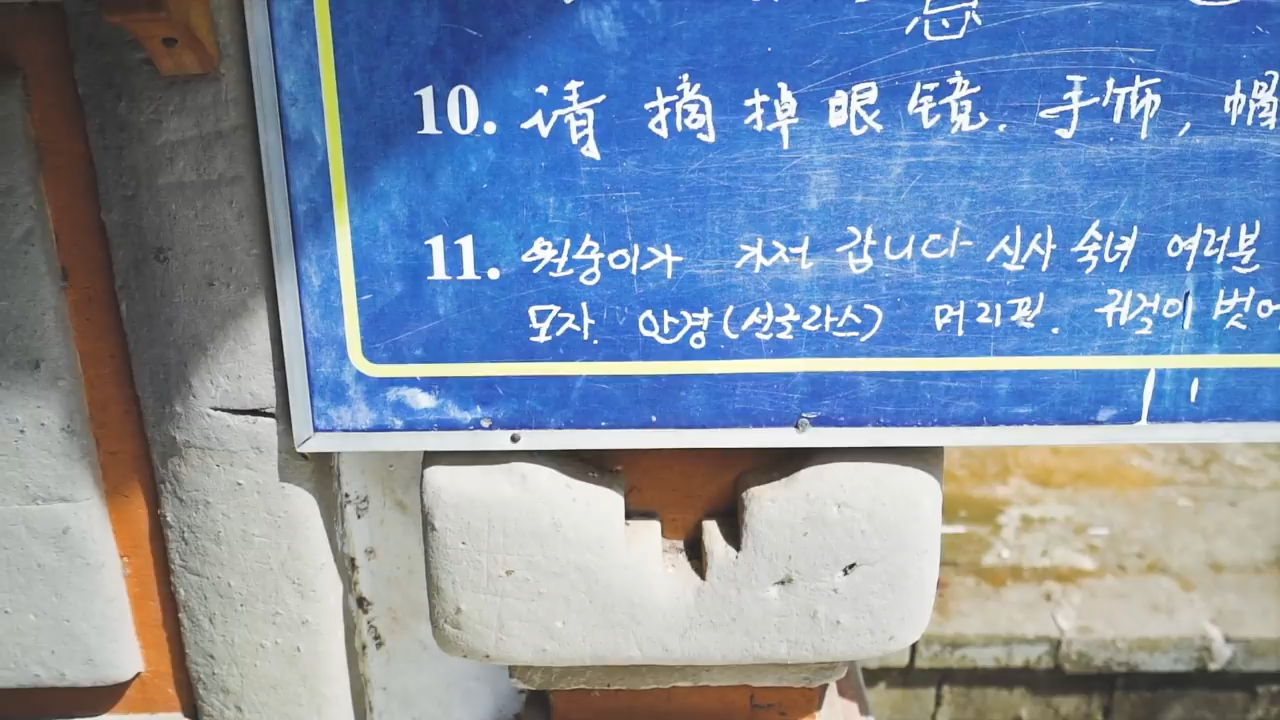 10. 请摘掉眼镜. 手饰, 帽
11. 원숭이가 가저 갑니다 신사 숙녀 여러분
모자. 안경(선글라스) 머리핀. 귀걸이 벗어